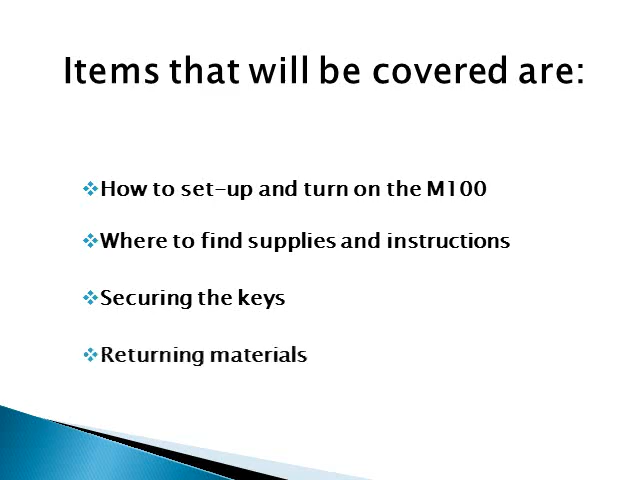 Items that will be covered are:
How to set-up and turn on the M100
Where to find supplies and instructions
Securing the keys
Returning materials